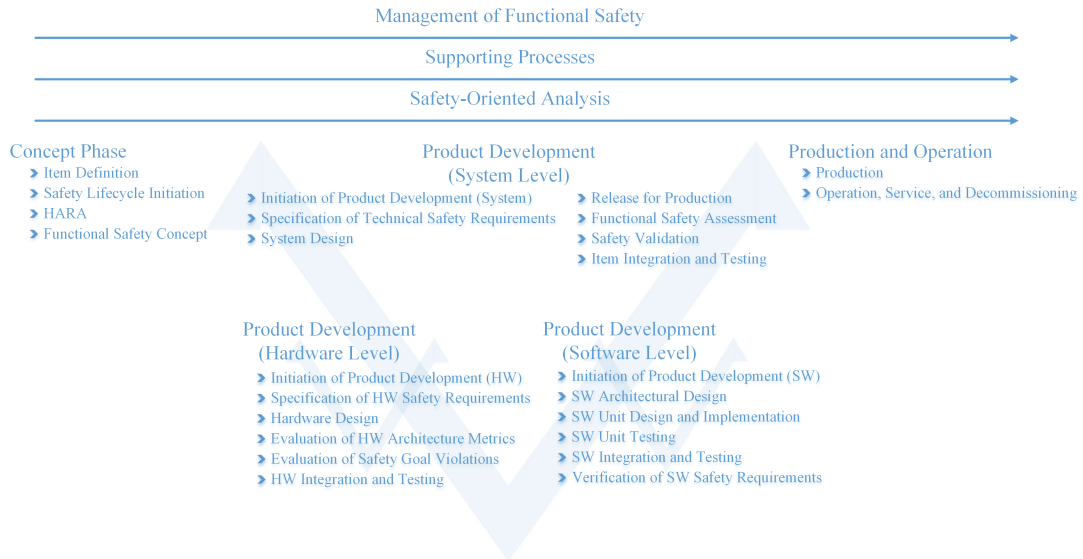 Management of Functional Safety
Supporting Processes
Safety-Oriented Analysis
Concept Phase
Item Definition
Safety Lifecycle Initiation
HARA
Functional Safety Concept
Product Development
(System Level)
Initiation of Product Development (System)
Specification of Technical Safety Requirements
System Design
Release for Production
Functional Safety Assessment
Safety Validation
Item Integration and Testing
Production and Operation
Production
Operation, Service, and Decommissioning
Product Development
(Hardware Level)
Initiation of Product Development (HW)
Specification of HW Safety Requirements
Hardware Design
Evaluation of HW Architecture Metrics
Evaluation of Safety Goal Violations
HW Integration and Testing
Product Development
(Software Level)
Initiation of Product Development (SW)
SW Architectural Design
SW Unit Design and Implementation
SW Unit Testing
SW Integration and Testing
Verification of SW Safety Requirements